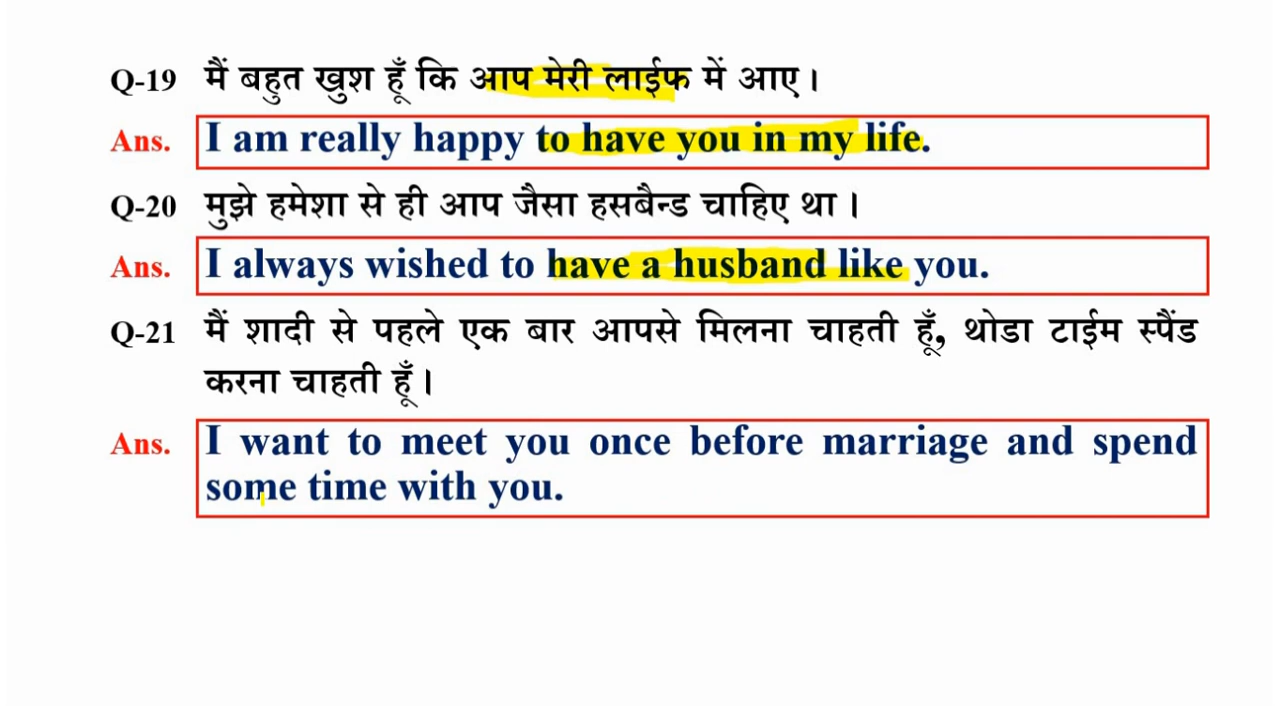 Q-19 मैं बहुत खुश हूँ कि आप मेरी लाईफ में आए।
Ans. I am really happy to have you in my life.
Q-20 मुझे हमेशा से ही आप जैसा हसबैन्ड चाहिए था।
Ans. I always wished to have a husband like you.
Q-21 मैं शादी से पहले एक बार आपसे मिलना चाहती हूँ, थोडा टाईम स्पैंड
करना चाहती हूँ।
Ans. I want to meet you once before marriage and spend
some time with you.